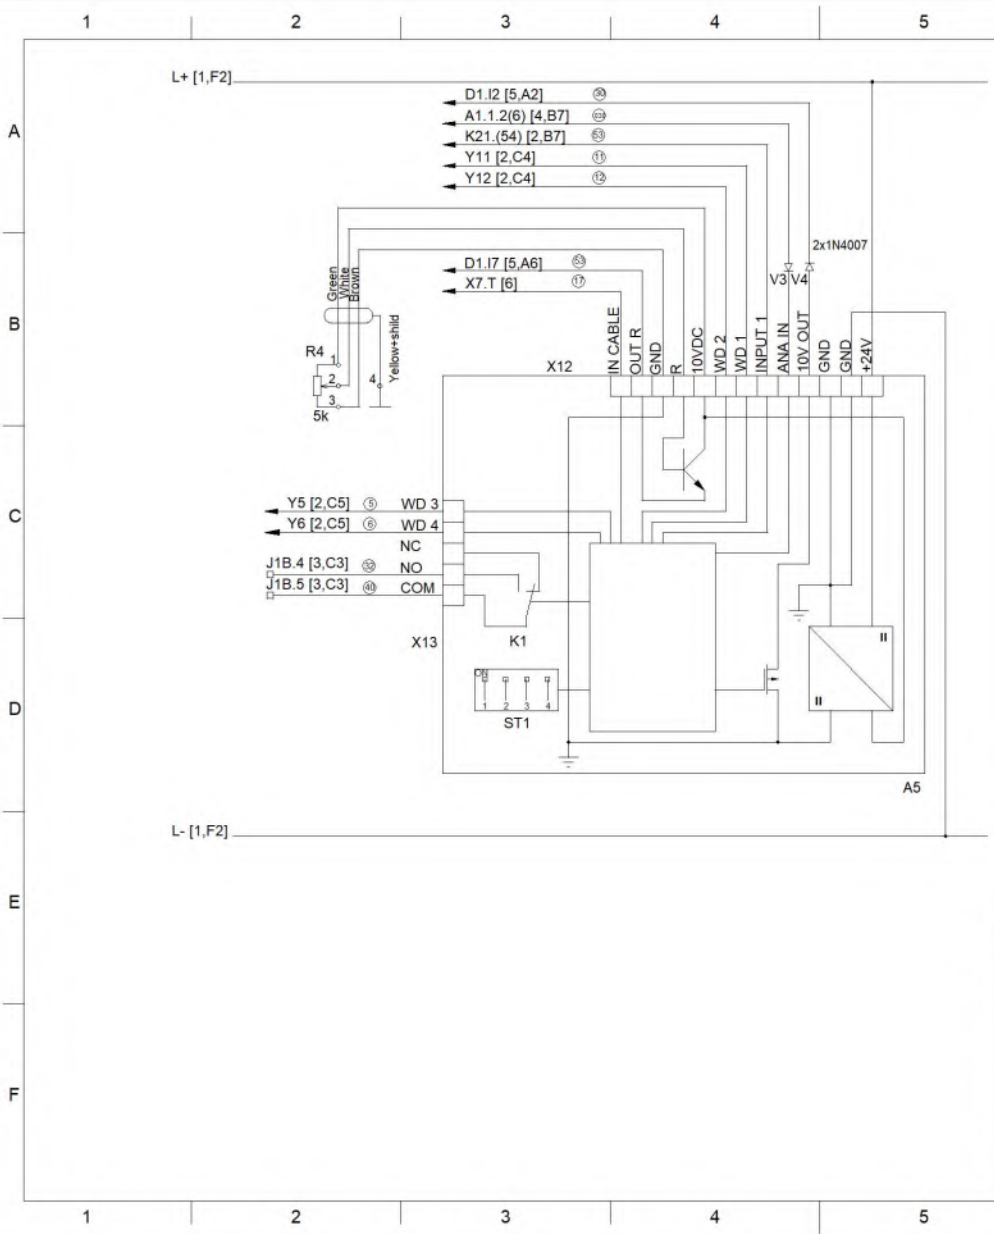 1 2 3 4 5
L+ [1,F2]
D1.I2 [5,A2] 30
A
A1.1.2(6) [4,B7]
K21.(54) [2,B7] 53
Y11 [2,C4] 11
Y12 [2,C4] 12
2x1N4007
D1.I7 [5,A6] 53
X7.T [6] 17
V3 V4
Green
White
Brown
B
Yellow+shild
IN CABLE
OUT R
GND
R
10VDC
WD 2
WD 1
INPUT 1
ANA IN
10V OUT
GND
GND
+24V
R4 1
X12
2 4
3
5k
Y5 [2,C5] 5 WD 3
C
Y6 [2,C5] 6 WD 4
NC
J1B.4 [3,C3] 32 NO
J1B.5 [3,C3] 40 COM
X13 K1
II
ON
II
D
1 2 3 4
ST1
A5
L- [1,F2]
E
F
1 2 3 4 5